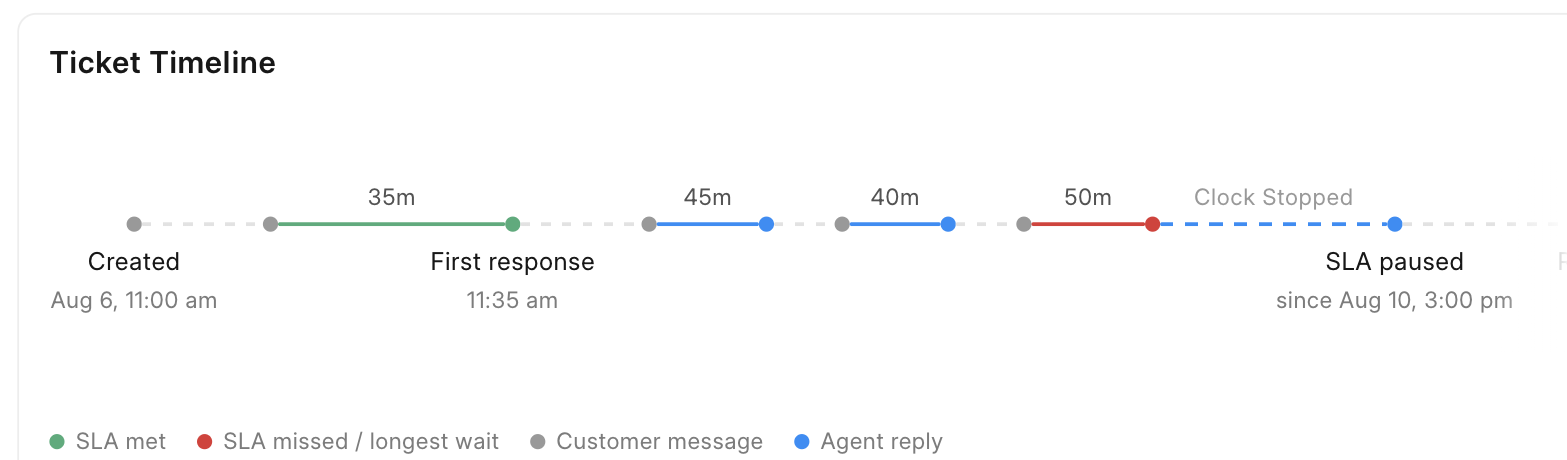 Ticket Timeline
35m
45m
40m
50m
Clock Stopped
Created
First response
SLA paused
Aug 6, 11:00 am
11:35 am
since Aug 10, 3:00 pm
SLA met
SLA missed / longest wait
Customer message
Agent reply